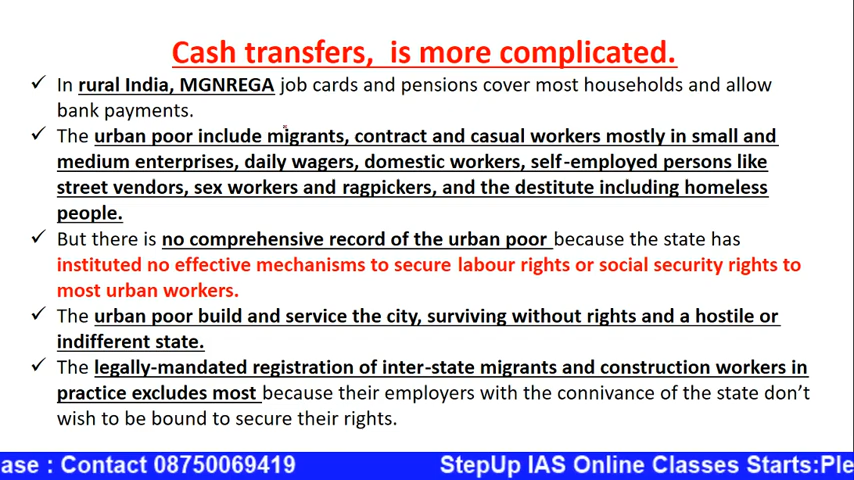 Cash transfers, is more complicated.
✓ In rural India, MGNREGA job cards and pensions cover most households and allow
bank payments.
✓ The urban poor include migrants, contract and casual workers mostly in small and
medium enterprises, daily wagers, domestic workers, self-employed persons like
street vendors, sex workers and ragpickers, and the destitute including homeless
people.
✓ But there is no comprehensive record of the urban poor because the state has
instituted no effective mechanisms to secure labour rights or social security rights to
most urban workers.
✓ The urban poor build and service the city, surviving without rights and a hostile or
indifferent state.
✓ The legally-mandated registration of inter-state migrants and construction workers in
practice excludes most because their employers with the connivance of the state don't
wish to be bound to secure their rights.
ase : Contact 08750069419 StepUp IAS Online Classes Starts:Ple